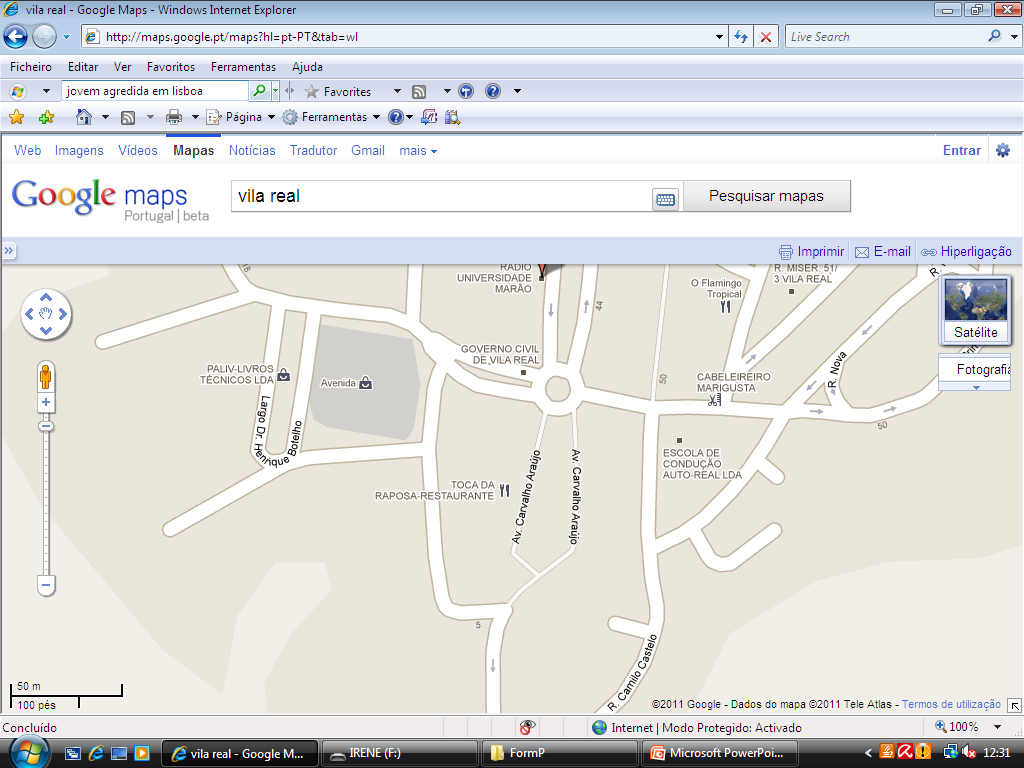 vila real - Google Maps - Windows Internet Explorer
http://maps.google.pt/maps?hl=pt-PT&tab=wl
Live Search
Ficheiro Editar Ver Favoritos Ferramentas Ajuda
jovem agredida em lisboa
Favorites
Página
Ferramentas
Web Imagens Vídeos Mapas Notícias Tradutor Gmail mais
Entrar
Google maps
Portugal | beta
vila real
Pesquisar mapas
Imprimir E-mail Hiperligação
18
RADIO
UNIVERSIDADE
MARÃO
44
O Flamingo
Tropical
R. MISER. 51/
3 VILA REAL
Satélite
Fotografia
GOVERNO CIVIL
DE VILA REAL
PALIV-LIVROS
TÉCNICOS LDA
Avenida
50
CABELEIREIRO
MARIGUSTA
R. Nova
50
Largo Dr. Henrique Botelho
ESCOLA DE
CONDUÇÃO
AUTO-REAL LDA
TOCA DA
RAPOSA-RESTAURANTE
Av. Carvalho Araújo
Av. Carvalho Araújo
5
R. Camilo Castelo
50 m
100 pés
©2011 Google - Dados do mapa ©2011 Tele Atlas - Termos de utilização
Concluído
Internet | Modo Protegido: Activado
100%
vila real - Google M...
IRENE (F:)
FormP
Microsoft PowerPoi...
12:31